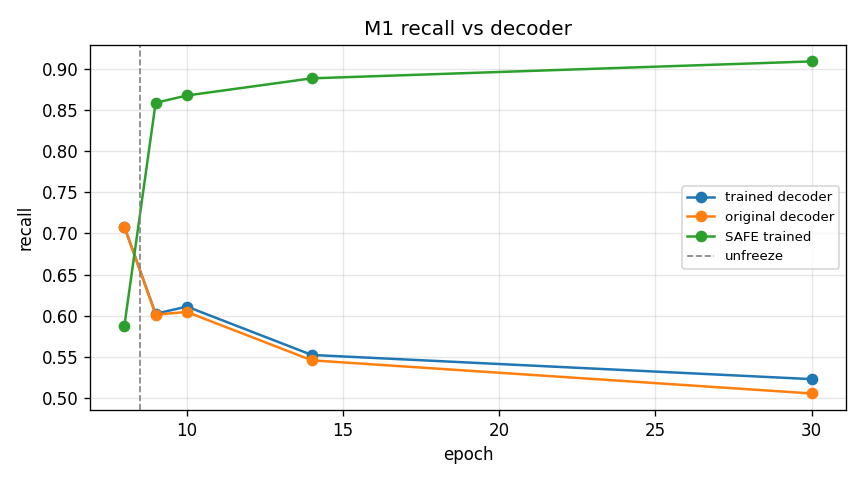 M1 recall vs decoder
0.90
0.85
0.80
0.75
0.70
0.65
0.60
0.55
0.50
recall
trained decoder
original decoder
SAFE trained
unfreeze
10
15
20
25
30
epoch